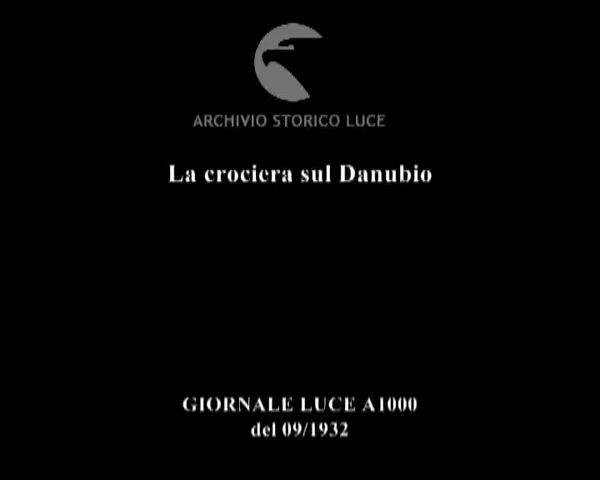 ARCHIVIO STORICO LUCE
La crociera sul Danubio
GIORNALE LUCE A1000
del 09/1932